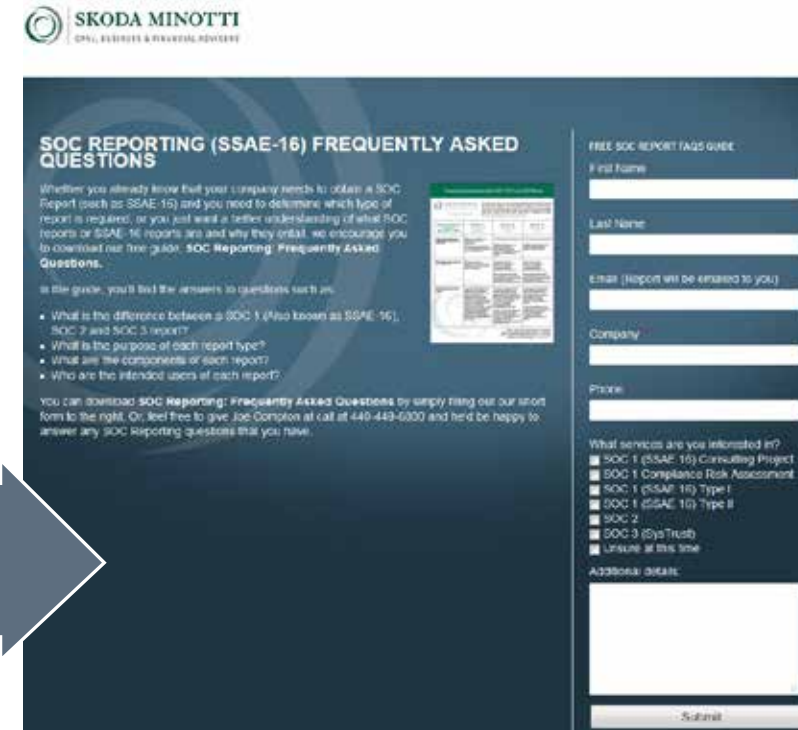 SKODA MINOTTI
CPAs, BUSINESS & FINANCIAL ADVISORS
SOC REPORTING (SSAE-16) FREQUENTLY ASKED
QUESTIONS
Whether you already know that your company needs to obtain a SOC
Report (such as SSAE-16) and you need to determine which type of
report is required, or you just want a better understanding of what SOC
reports or SSAE-16 reports are and why they entail, we encourage you
to download our free guide, SOC Reporting: Frequently Asked
Questions.
In the guide, you'll find the answers to questions such as:
• What is the difference between a SOC 1 (Also known as SSAE-16),
SOC 2 and SOC 3 report?
• What is the purpose of each report type?
• What are the components of each report?
• Who are the intended users of each report?
You can download SOC Reporting: Frequently Asked Questions by simply filling out our short
form to the right. Or, feel free to give Joe Compton at call at 440-449-6800 and he'd be happy to
answer any SOC Reporting questions that you have.
FREE SOC REPORT FAQS GUIDE
First Name
Last Name
Email (Report will be emailed to you)
Company
Phone
What services are you interested in?
SOC 1 (SSAE 16) Consulting Project
SOC 1 Compliance Risk Assessment
SOC 1 (SSAE 16) Type I
SOC 1 (SSAE 16) Type II
SOC 2
SOC 3 (SysTrust)
Unsure at this time
Additional details:
Submit